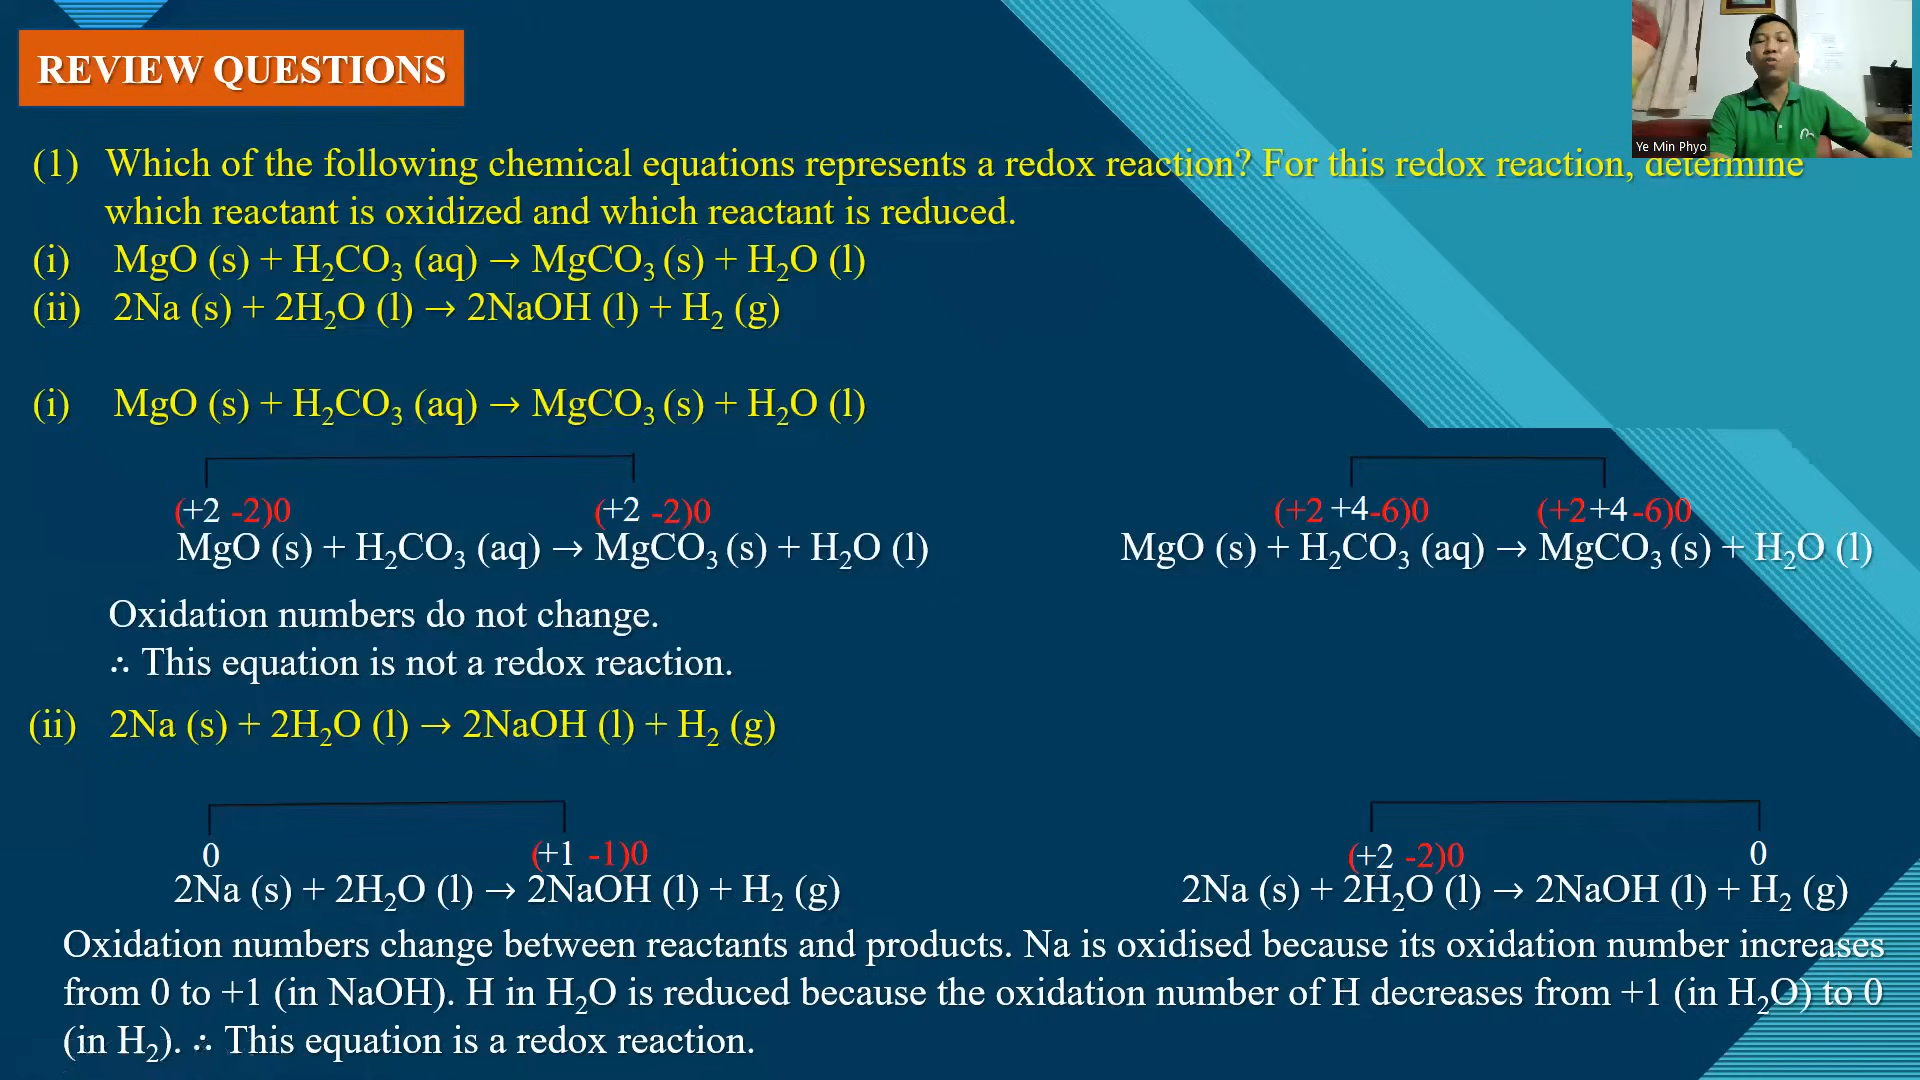 REVIEW QUESTIONS
Ye Min Phyo
(1) Which of the following chemical equations represents a redox reaction? For this redox reaction, determine
which reactant is oxidized and which reactant is reduced.
(i) MgO (s) + H₂CO₃ (aq) → MgCO₃ (s) + H₂O (l)
(ii) 2Na (s) + 2H₂O (l) → 2NaOH (l) + H₂ (g)
(i) MgO (s) + H₂CO₃ (aq) → MgCO₃ (s) + H₂O (l)
(+2 -2)0 (+2 -2)0
MgO (s) + H₂CO₃ (aq) → MgCO₃ (s) + H₂O (l)
(+2 +4 -6)0 (+2 +4 -6)0
MgO (s) + H₂CO₃ (aq) → MgCO₃ (s) + H₂O (l)
Oxidation numbers do not change.
∴ This equation is not a redox reaction.
(ii) 2Na (s) + 2H₂O (l) → 2NaOH (l) + H₂ (g)
0 (+1 -1)0
2Na (s) + 2H₂O (l) → 2NaOH (l) + H₂ (g)
(+2 -2)0 0
2Na (s) + 2H₂O (l) → 2NaOH (l) + H₂ (g)
Oxidation numbers change between reactants and products. Na is oxidised because its oxidation number increases
from 0 to +1 (in NaOH). H in H₂O is reduced because the oxidation number of H decreases from +1 (in H₂O) to 0
(in H₂). ∴ This equation is a redox reaction.